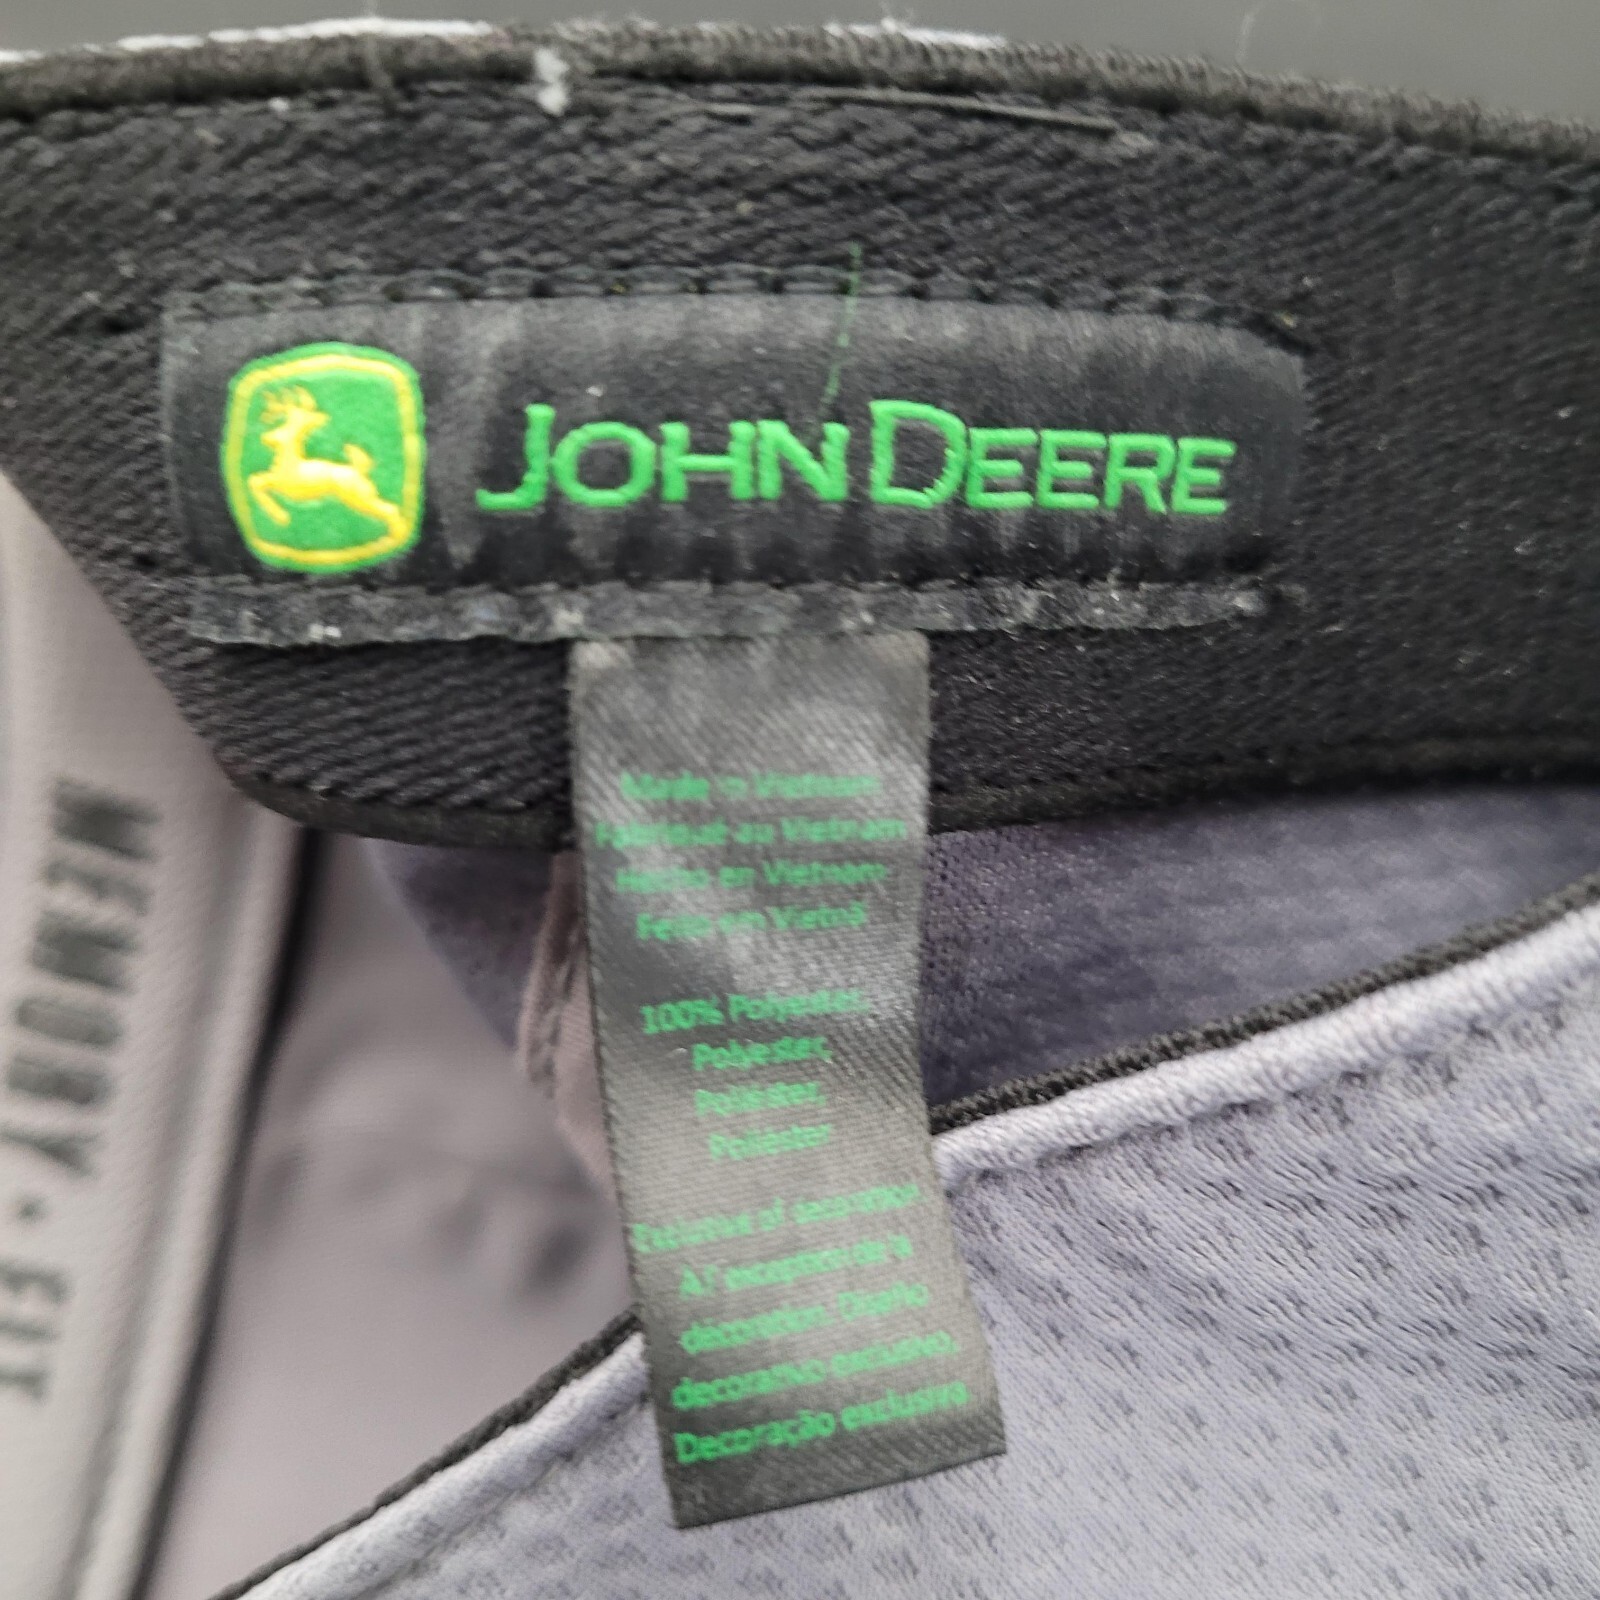 JOHN DEERE
Made in Vietnam
Fabriqué au Vietnam
Hecho en Vietnam
Feito em Vietnã
100% Polyester,
Polyester,
Poliéster,
Poliéster
Exclusive of decoration
À l' exception de la
décoration. Depño
decorativo exclusivo.
Decoração exclusiva
MEMORY · FIT